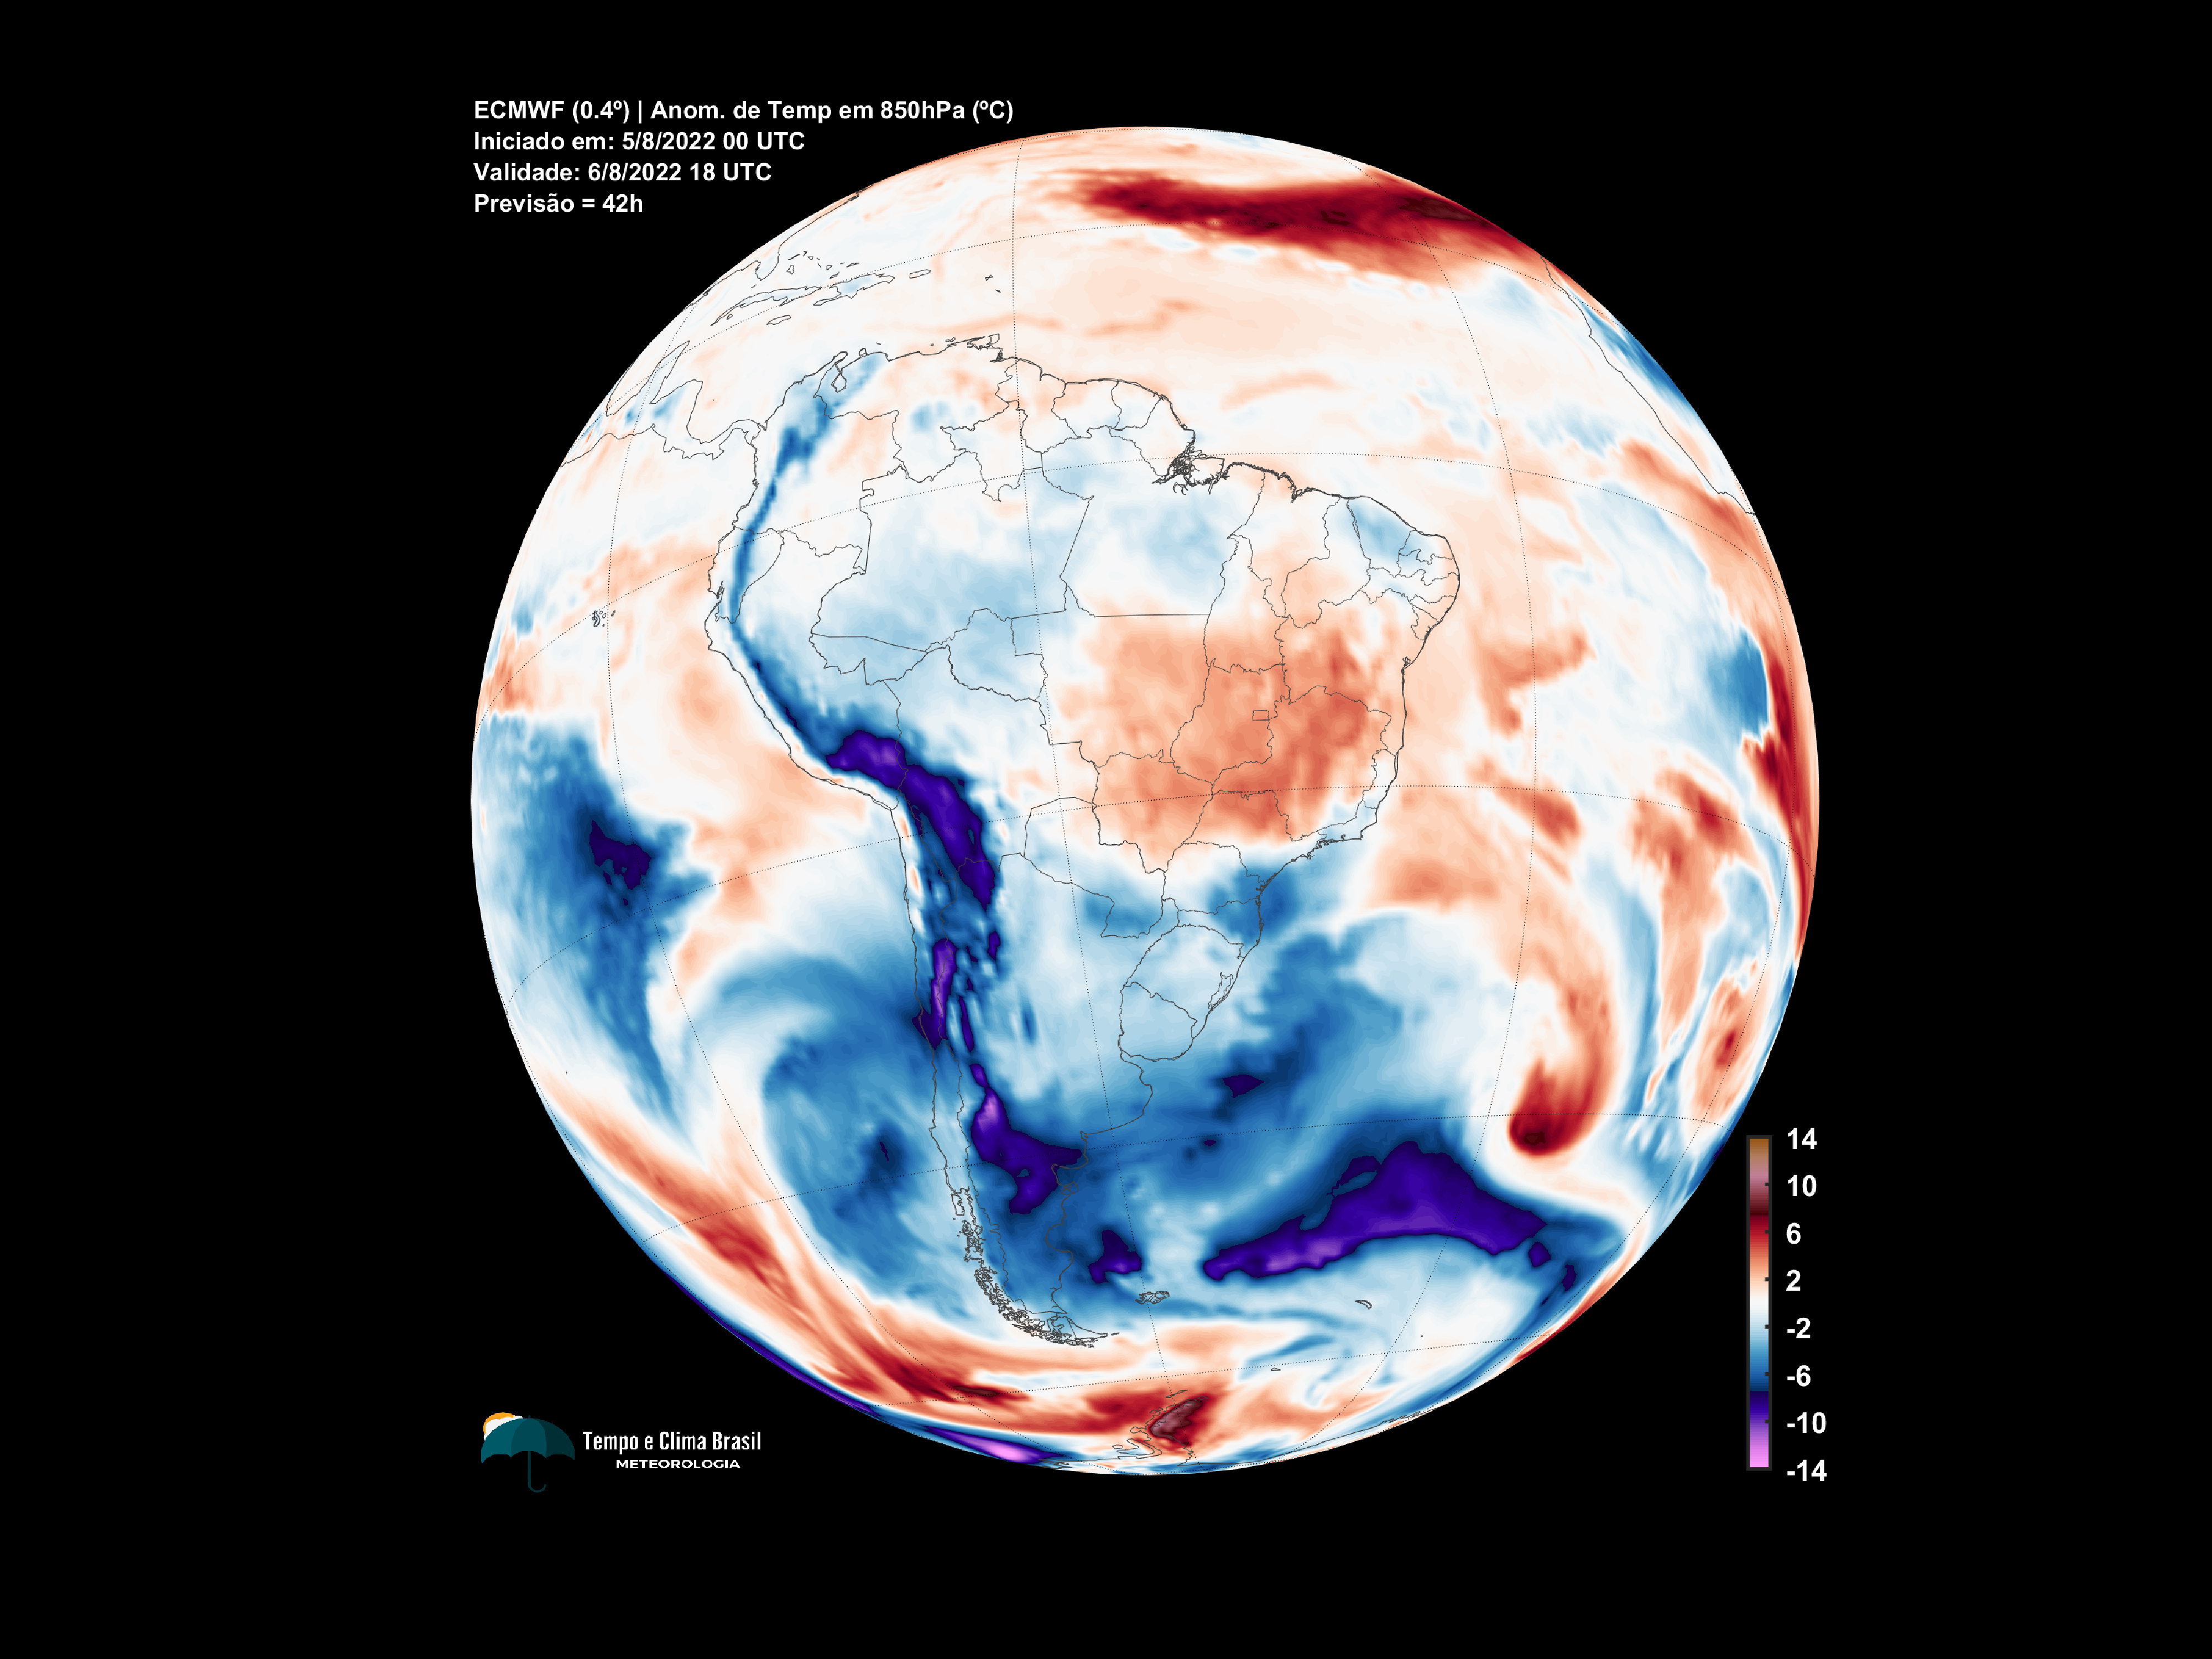 ECMWF (0.4º) | Anom. de Temp em 850hPa (ºC)
Iniciado em: 5/8/2022 00 UTC
Validade: 6/8/2022 18 UTC
Previsão = 42h
14
10
6
2
-2
-6
-10
-14
Tempo e Clima Brasil
METEOROLOGIA